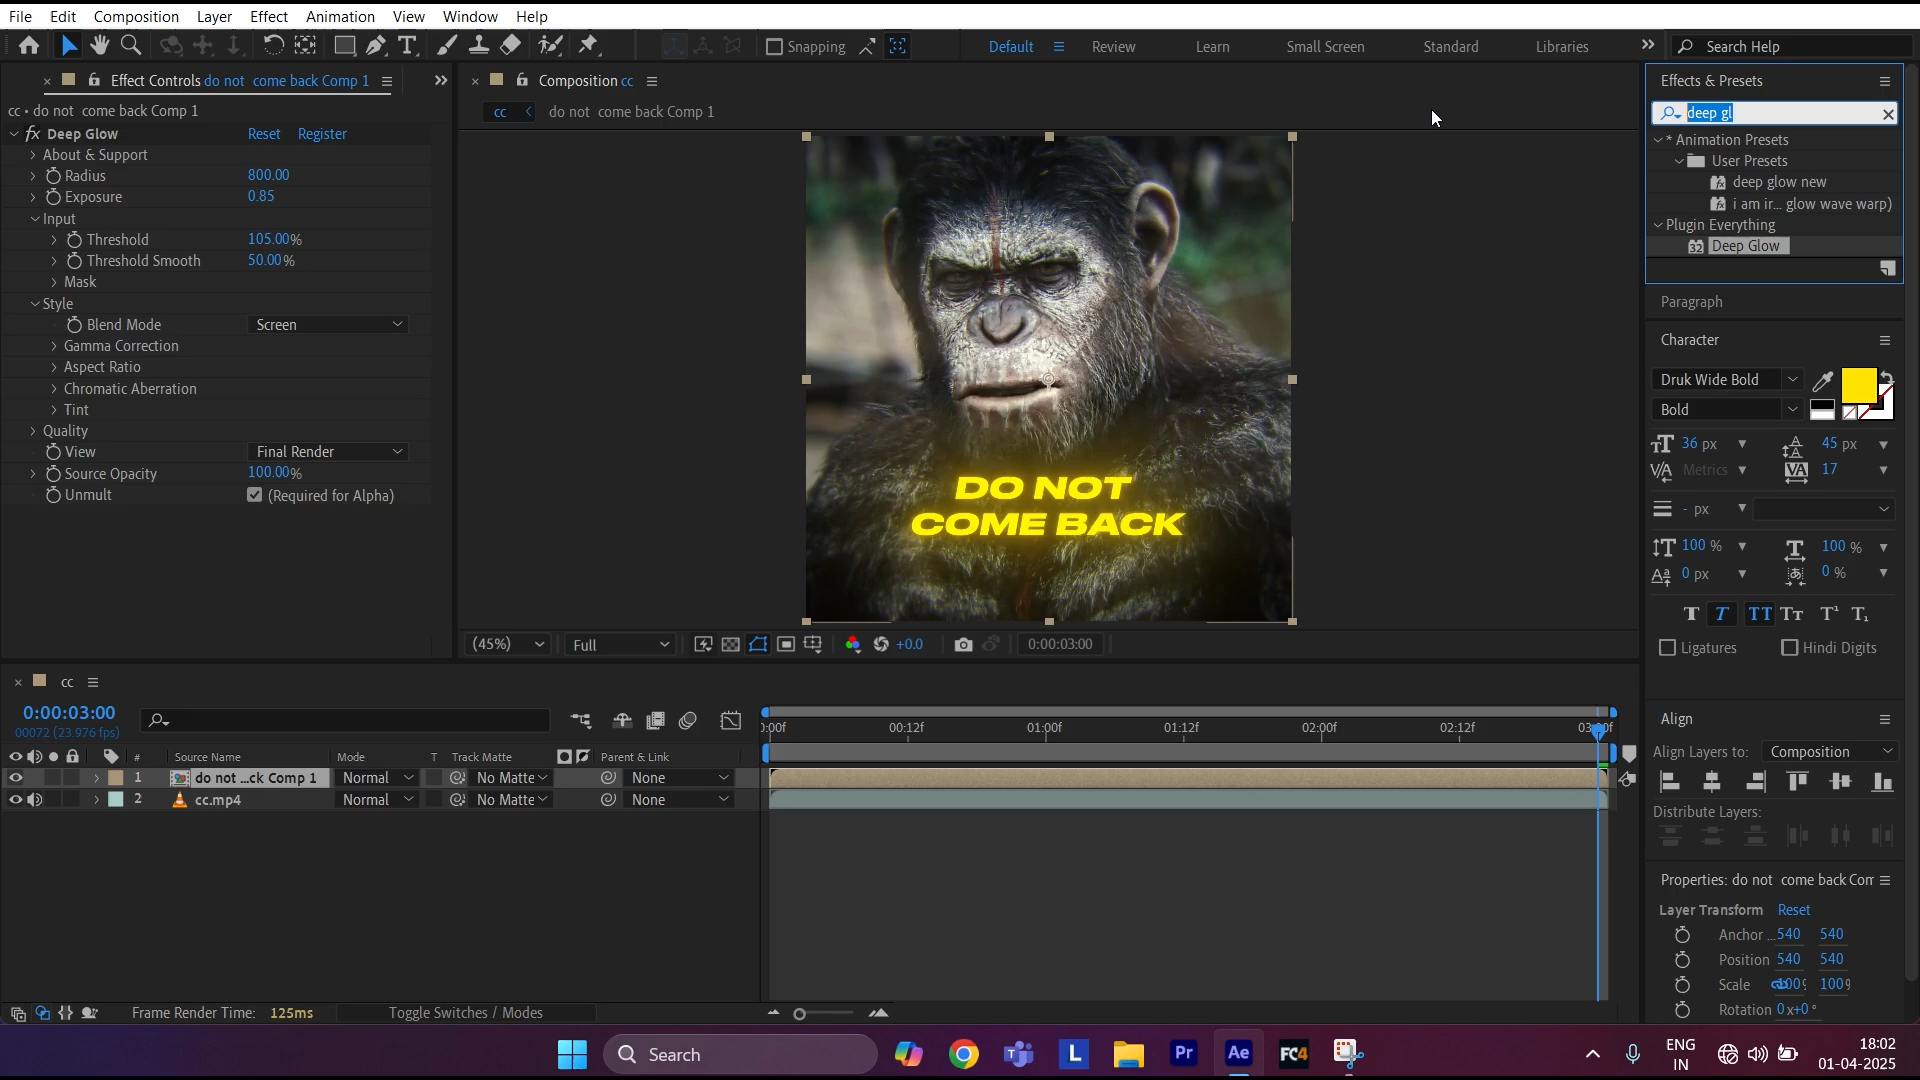 File Edit Composition Layer Effect Animation View Window Help
Snapping
Default Review Learn Small Screen Standard Libraries » Search Help
× Effect Controls do not come back Comp 1 »
cc • do not come back Comp 1
fx Deep Glow Reset Register
About & Support
Radius 800.00
Exposure 0.85
Input
Threshold 105.00%
Threshold Smooth 50.00%
Mask
Style
Blend Mode Screen
Gamma Correction
Aspect Ratio
Chromatic Aberration
Tint
Quality
View Final Render
Source Opacity 100.00%
Unmult (Required for Alpha)
× Composition cc
cc do not come back Comp 1
DO NOT
COME BACK
(45%) Full +0.0 0:00:03:00
Effects & Presets
deep gl
* Animation Presets
User Presets
deep glow new
i am ir... glow wave warp)
Plugin Everything
Deep Glow
Paragraph
Character
Druk Wide Bold
Bold
36 px 45 px
Metrics 17
- px
100 % 100 %
0 px 0 %
T T TT Tт T¹ T₁
Ligatures Hindi Digits
Align
Align Layers to: Composition
Distribute Layers:
Properties: do not come back Com
Layer Transform Reset
Anchor ... 540 540
Position 540 540
Scale 100% 100%
Rotation 0x+0°
× cc
0:00:03:00
00072 (23.976 fps)
:00f 00:12f 01:00f 01:12f 02:00f 02:12f 03:00f
# Source Name Mode T Track Matte Parent & Link
1 do not ...ck Comp 1 Normal No Matte None
2 cc.mp4 Normal No Matte None
Frame Render Time: 125ms Toggle Switches / Modes
Search L Pr Ae FC4
ENG
IN
18:02
01-04-2025